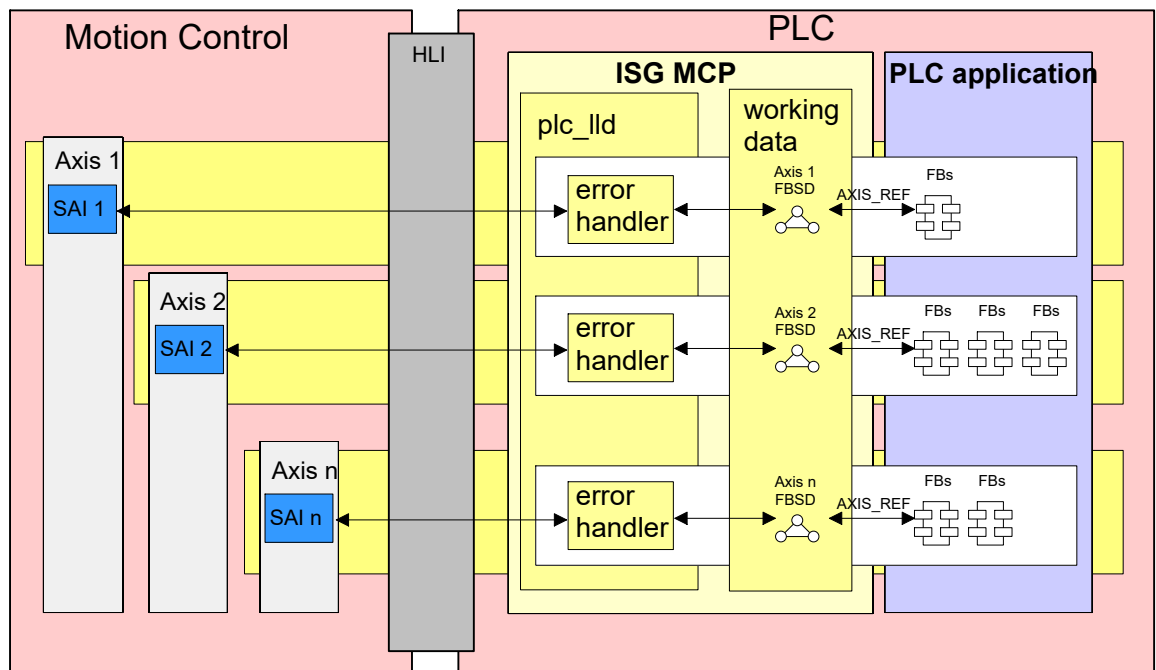 Motion Control
HLI
PLC
ISG MCP
PLC application
plc_lld
working
data
Axis 1
SAI 1
error
handler
Axis 1
FBSD
AXIS_REF
FBs
Axis 2
SAI 2
error
handler
Axis 2
FBSD
AXIS_REF
FBs
FBs
FBs
Axis n
SAI n
error
handler
Axis n
FBSD
AXIS_REF
FBs
FBs